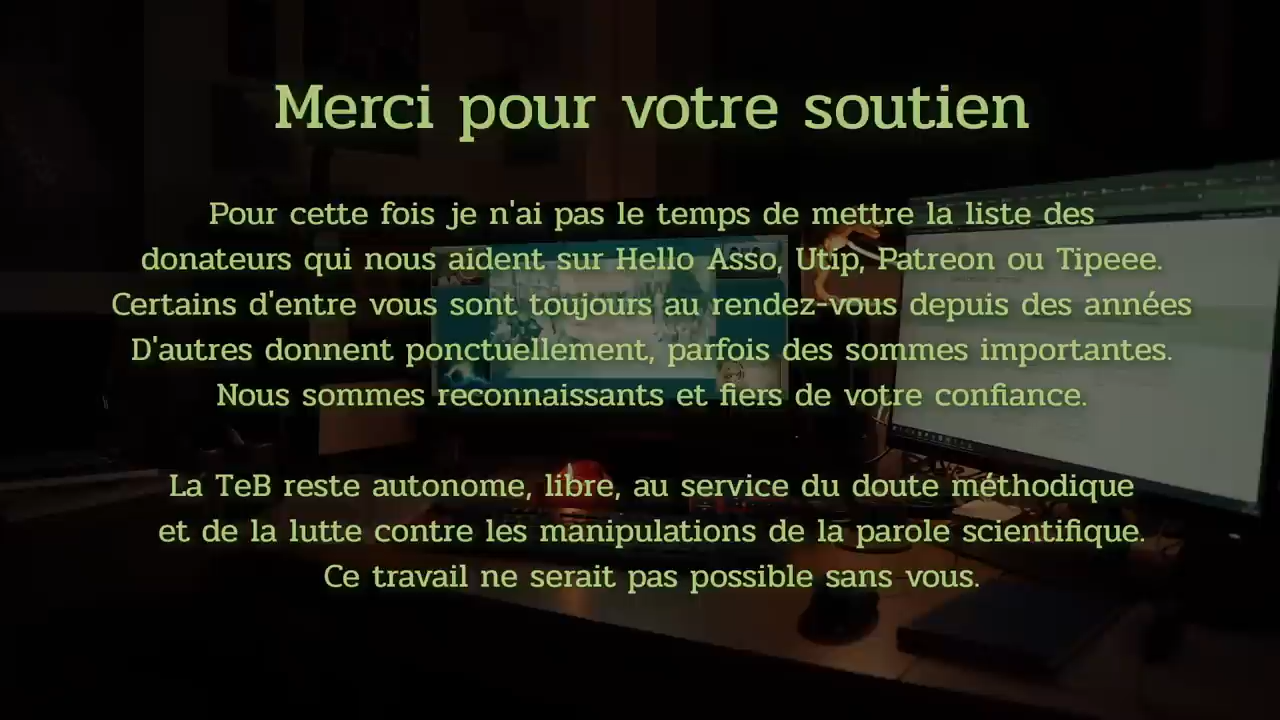 Merci pour votre soutien
Pour cette fois je n'ai pas le temps de mettre la liste des
donateurs qui nous aident sur Hello Asso, Utip, Patreon ou Tipeee.
Certains d'entre vous sont toujours au rendez-vous depuis des années
D'autres donnent ponctuellement, parfois des sommes importantes.
Nous sommes reconnaissants et fiers de votre confiance.
La TeB reste autonome, libre, au service du doute méthodique
et de la lutte contre les manipulations de la parole scientifique.
Ce travail ne serait pas possible sans vous.